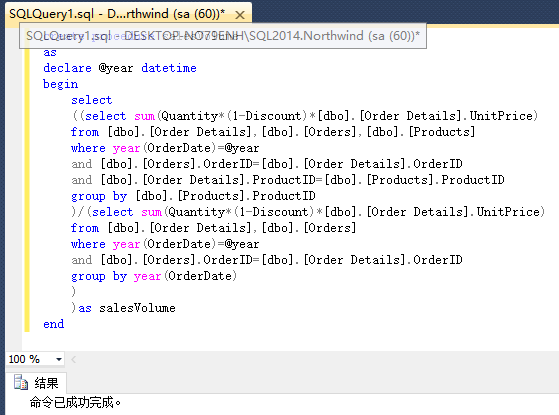 SQLQuery1.sql - D...rthwind (sa (60))*
SQLQuery1.sql - DESKTOP-NO79ENH\SQL2014.Northwind (sa (60))*
as
declare @year datetime
begin
select
((select sum(Quantity*(1-Discount)*[dbo].[Order Details].UnitPrice)
from [dbo].[Order Details],[dbo].[Orders],[dbo].[Products]
where year(OrderDate)=@year
and [dbo].[Orders].OrderID=[dbo].[Order Details].OrderID
and [dbo].[Order Details].ProductID=[dbo].[Products].ProductID
group by [dbo].[Products].ProductID
)/(select sum(Quantity*(1-Discount)*[dbo].[Order Details].UnitPrice)
from [dbo].[Order Details],[dbo].[Orders]
where year(OrderDate)=@year
and [dbo].[Orders].OrderID=[dbo].[Order Details].OrderID
group by year(OrderDate)
)
)as salesVolume
end
100 %
结果
命令已成功完成。